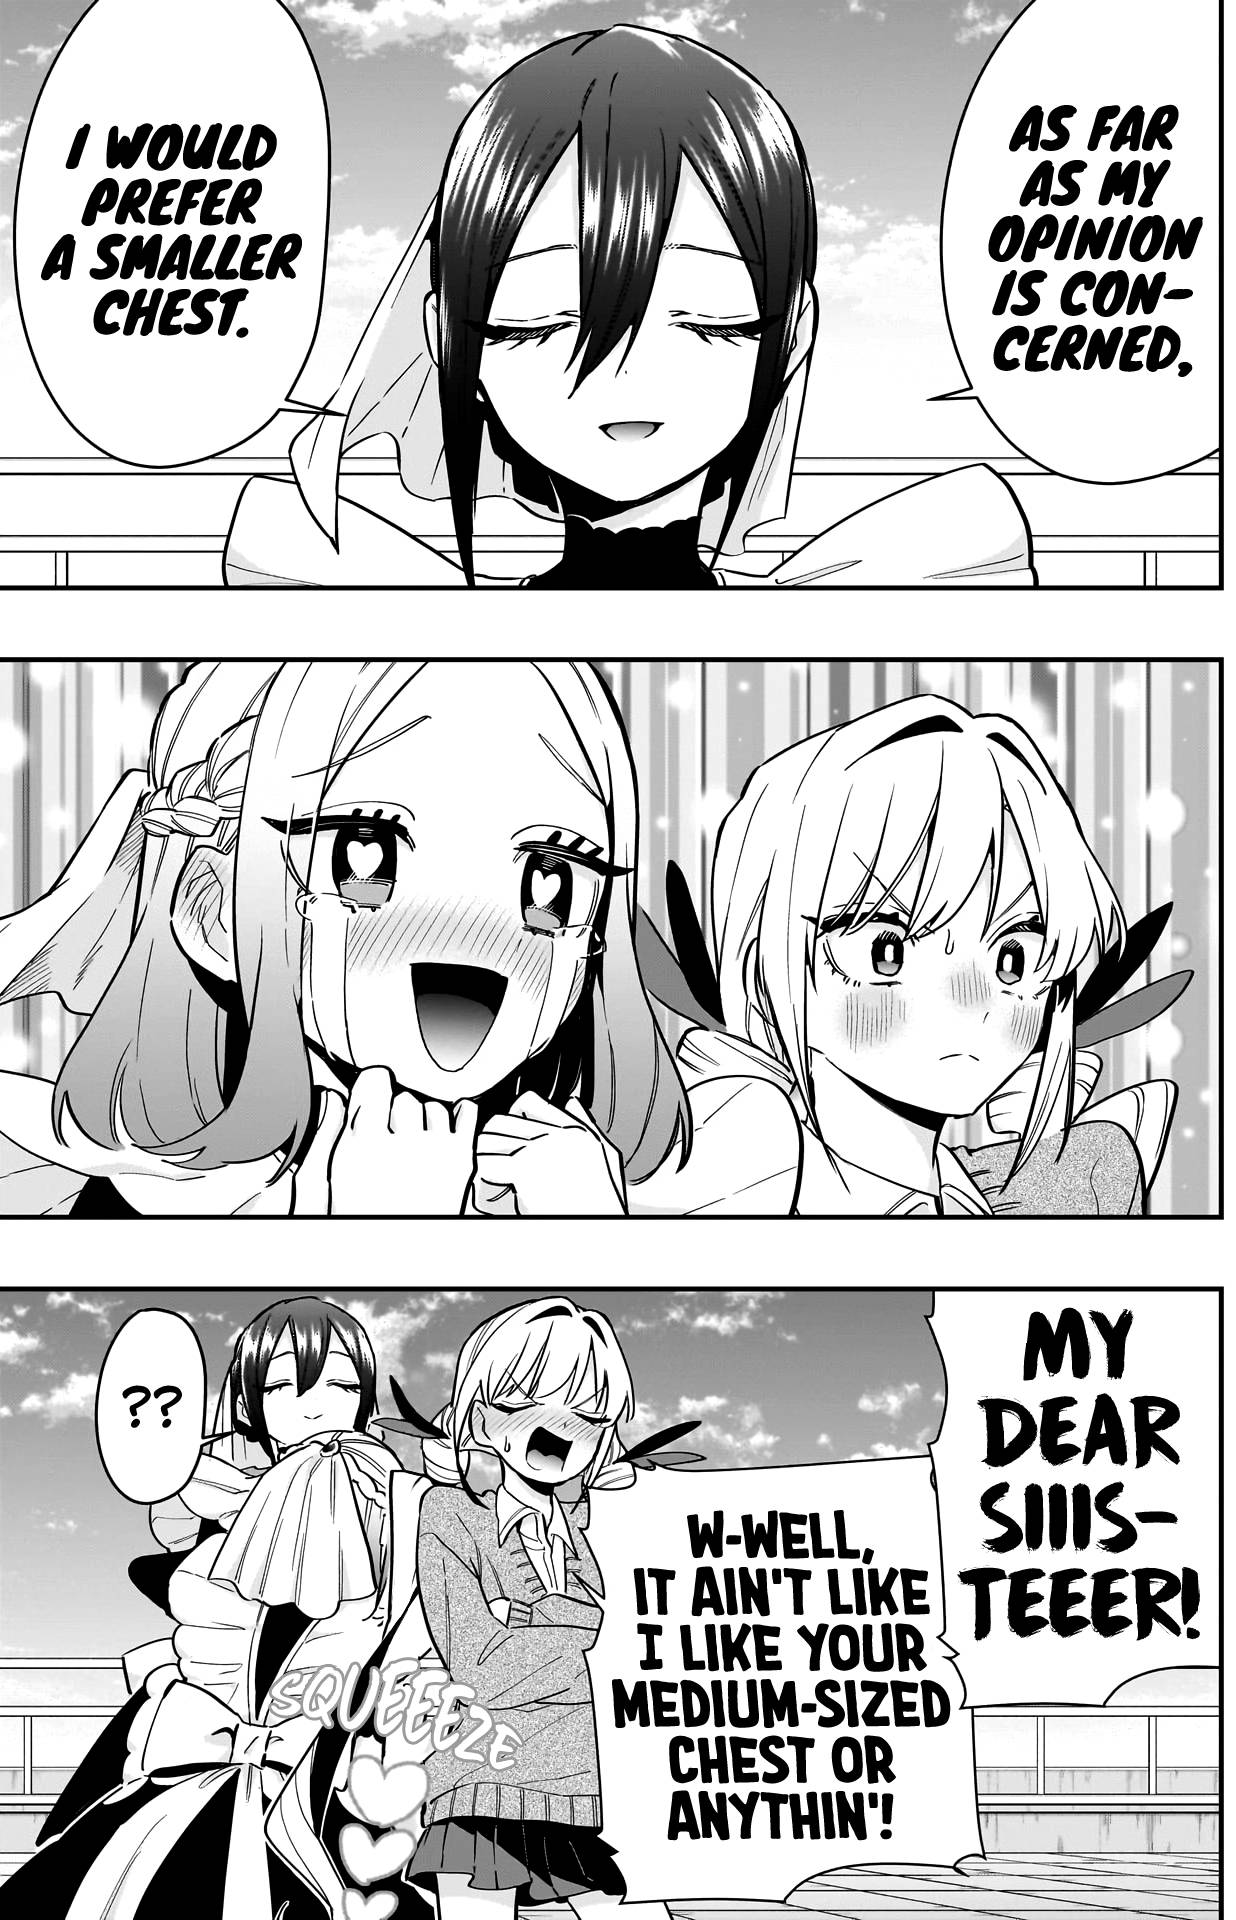 AS FAR
AS MY
OPINION
IS CON-
CERNED,
I WOULD
PREFER
A SMALLER
CHEST.
MY
DEAR
SIIIS-
TEEER!
W-WELL,
IT AIN'T LIKE
I LIKE YOUR
MEDIUM-SIZED
CHEST OR
ANYTHIN'!
??
SQUEEEZE